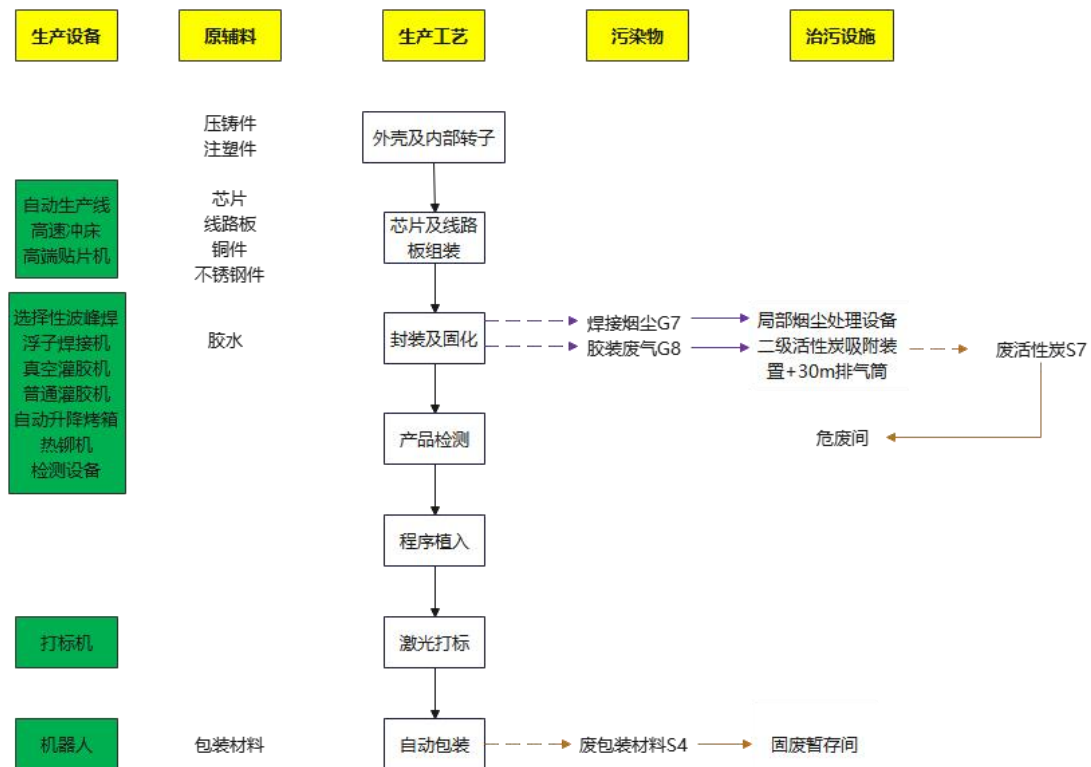 生产设备
原辅料
生产工艺
污染物
治污设施
压铸件
注塑件
外壳及内部转子
自动生产线
高速冲床
高端贴片机
芯片
线路板
铜件
不锈钢件
芯片及线路
板组装
选择性波峰焊
浮子焊接机
真空灌胶机
普通灌胶机
自动升降烤箱
热铆机
检测设备
胶水
封装及固化
焊接烟尘G7
胶装废气G8
局部烟尘处理设备
二级活性炭吸附装
置+30m排气筒
废活性炭S7
危废间
产品检测
程序植入
打标机
激光打标
机器人
包装材料
自动包装
废包装材料S4
固废暂存间